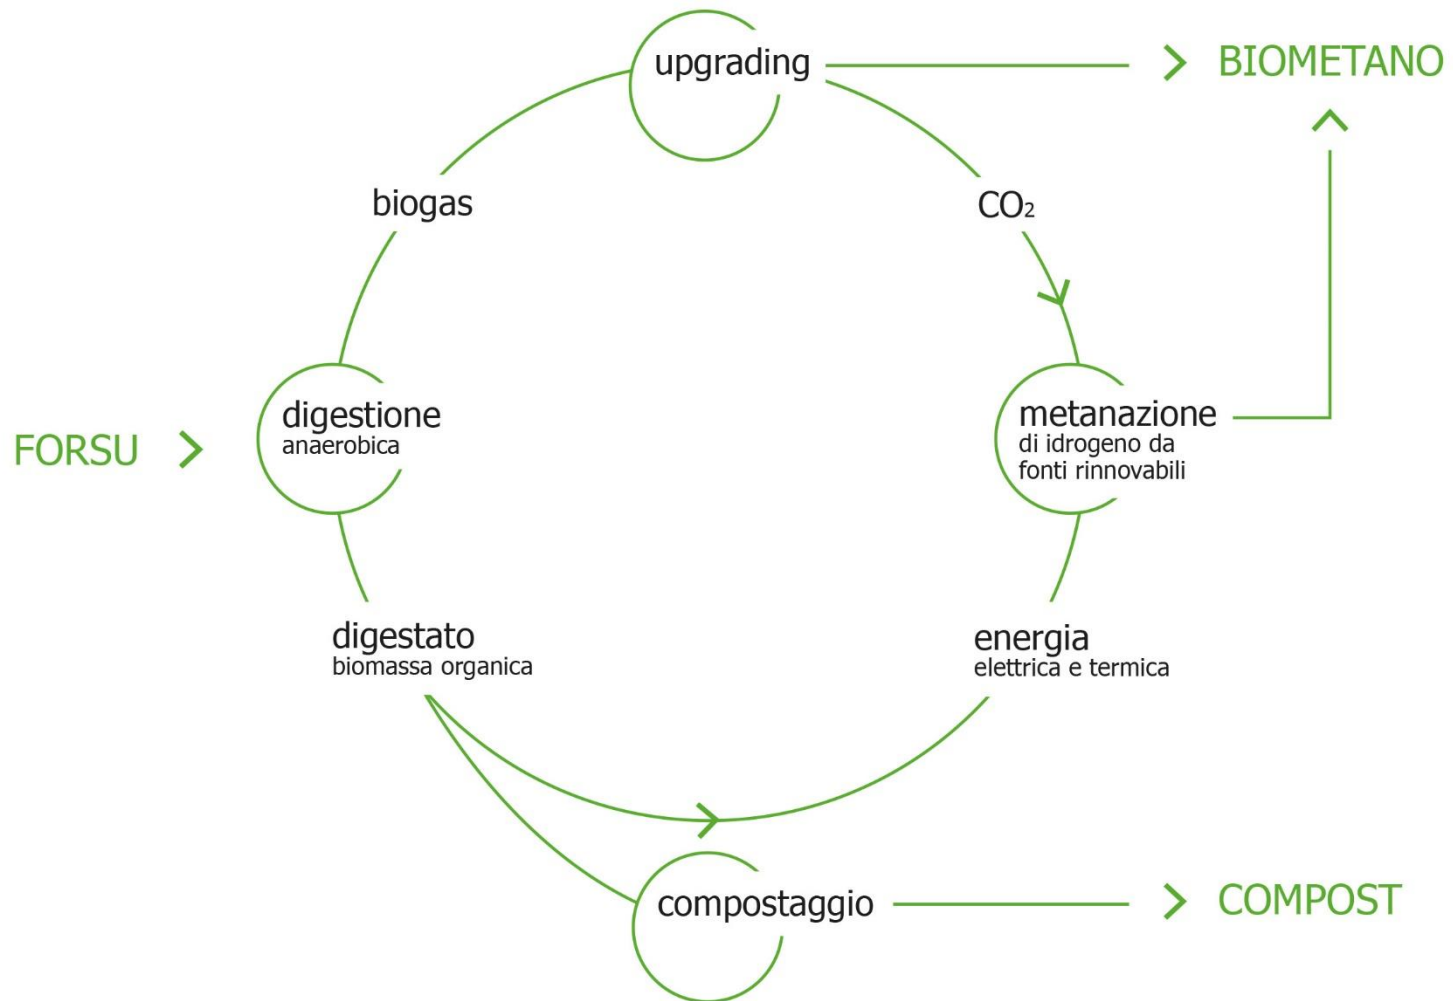 upgrading
BIOMETANO
biogas
CO₂
digestione
anaerobica
FORSU
metanazione
di idrogeno da
fonti rinnovabili
digestato
biomassa organica
energia
elettrica e termica
compostaggio
COMPOST